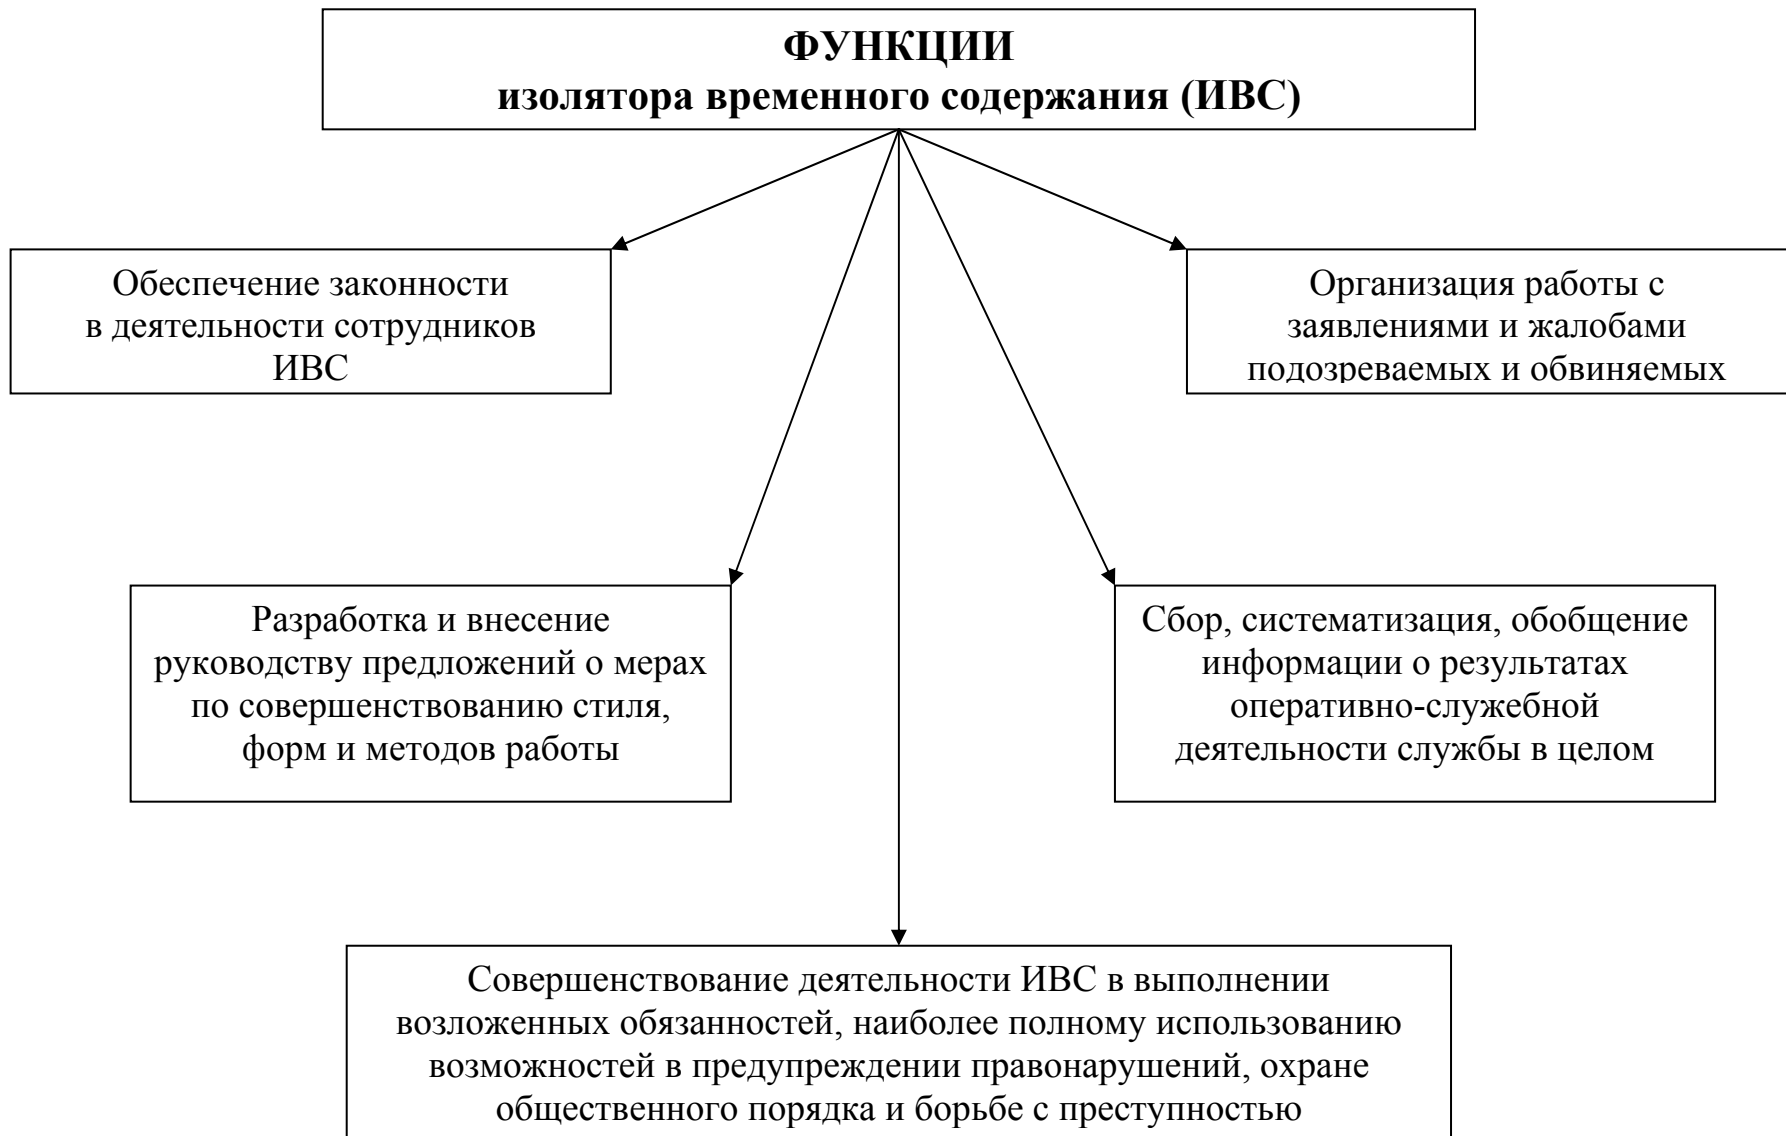 ФУНКЦИИ
изолятора временного содержания (ИВС)
Обеспечение законности
в деятельности сотрудников
ИВС
Организация работы с
заявлениями и жалобами
подозреваемых и обвиняемых
Разработка и внесение
руководству предложений о мерах
по совершенствованию стиля,
форм и методов работы
Сбор, систематизация, обобщение
информации о результатах
оперативно-служебной
деятельности службы в целом
Совершенствование деятельности ИВС в выполнении
возложенных обязанностей, наиболее полному использованию
возможностей в предупреждении правонарушений, охране
общественного порядка и борьбе с преступностью